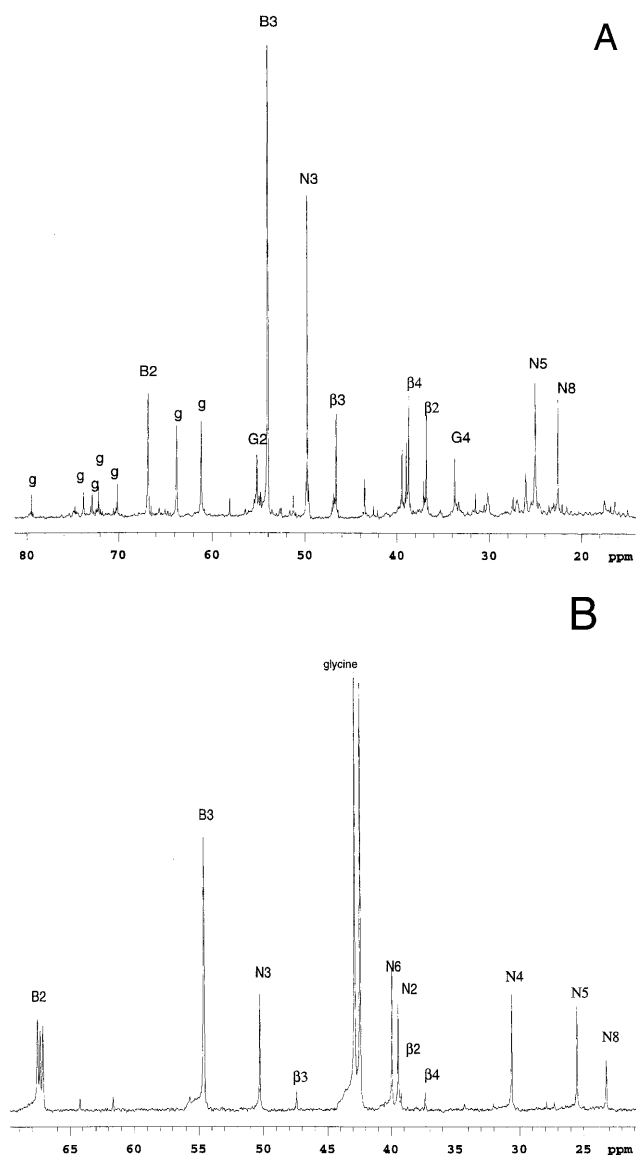 A
B3
N3
B2
g
g
G2
β3
β4
β2
G4
N5
N8
g
g
g
g
g
80 70 60 50 40 30 20 ppm
B
glycine
B3
B2
N3
β3
N6
N2
β2
β4
N4
N5
N8
65 60 55 50 45 40 35 30 25 ppm